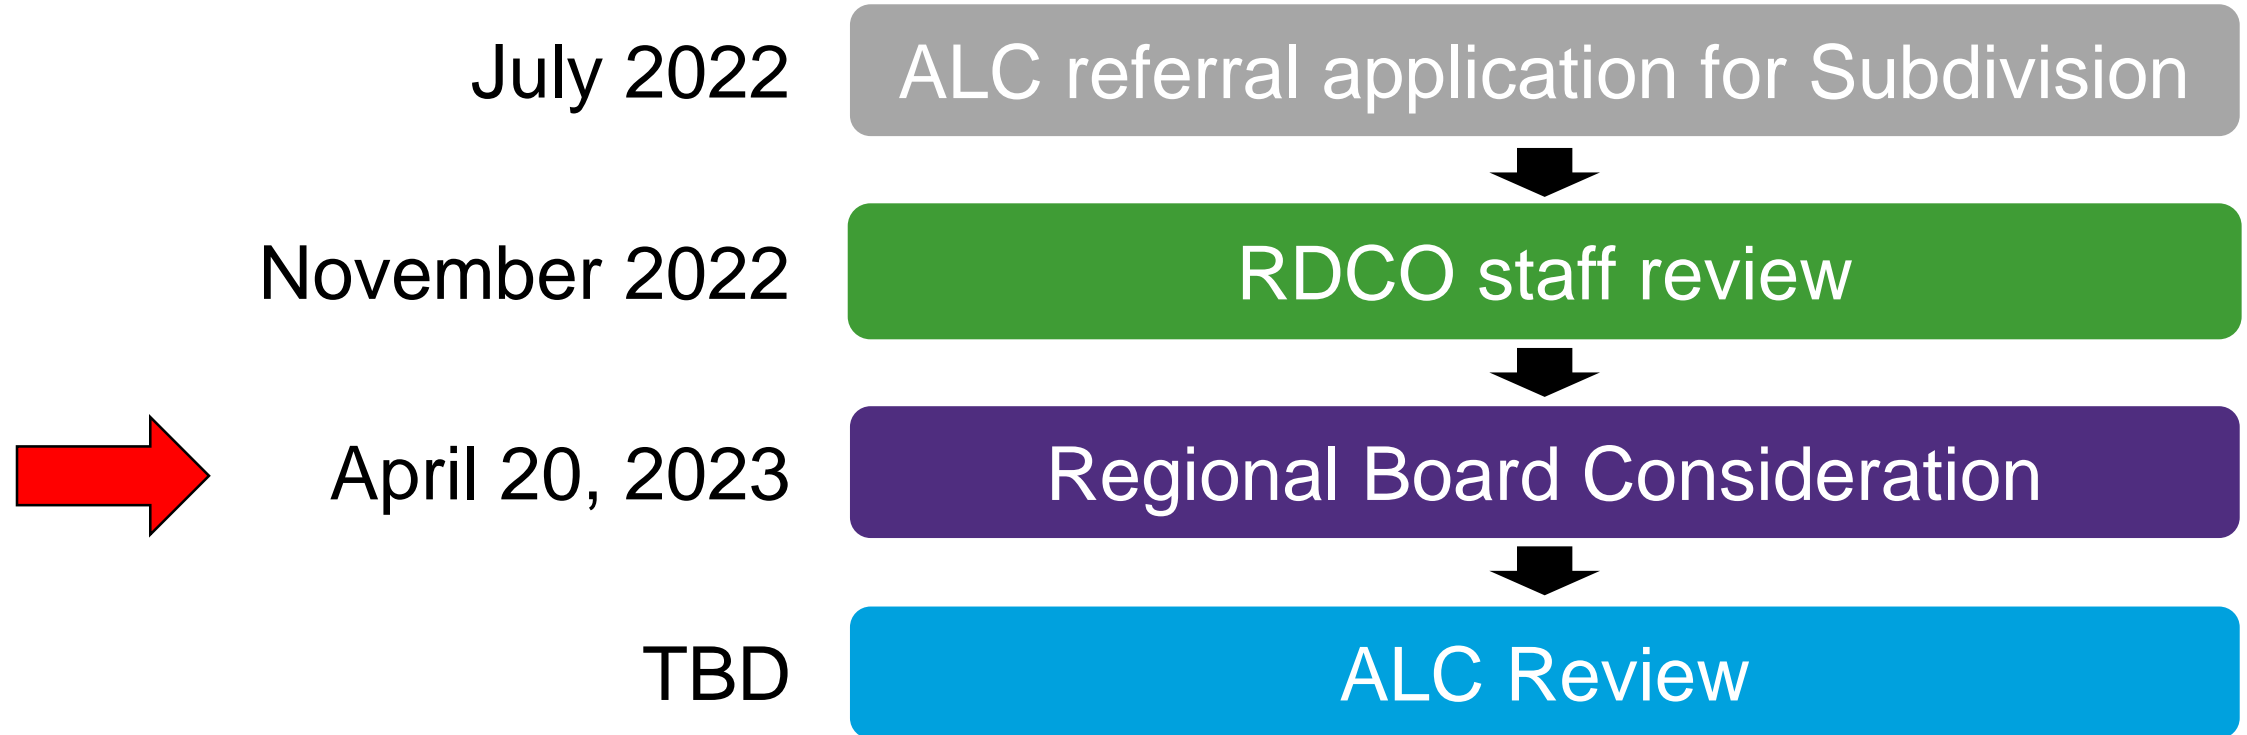 July 2022
ALC referral application for Subdivision
November 2022
RDCO staff review
April 20, 2023
Regional Board Consideration
TBD
ALC Review